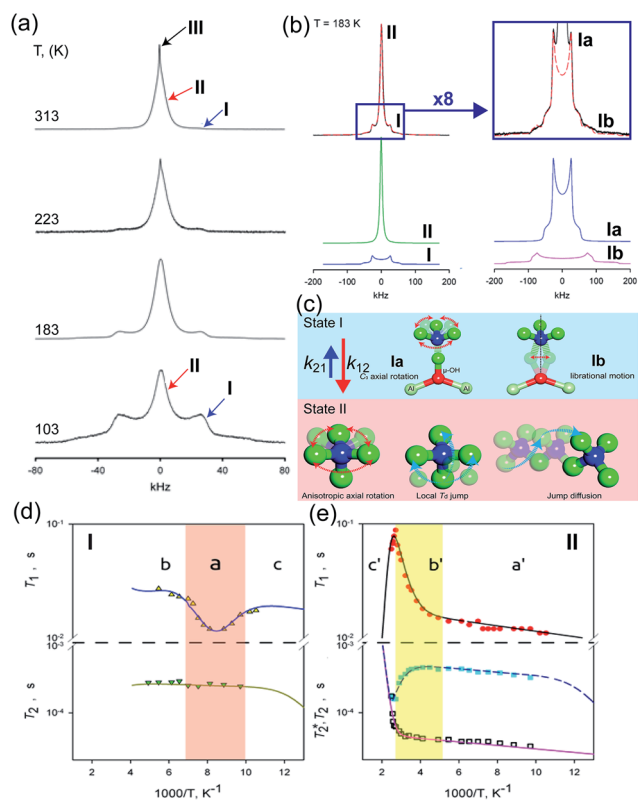 (a)
T, (K)
III
II
I
313
223
183
II
I
103
-80 -40 0 40 80
kHz
(b)
T = 183 K
II
I
x8
Ia
Ib
II
I
Ia
Ib
-200 -100 0 100 200
kHz
-200 -100 0 100 200
kHz
(c)
State I
k21 k12
Ia
C3 axial rotation
μ-OH
Al Al
Ib
librational motion
State II
Anisotropic axial rotation
Local Td jump
Jump diffusion
(d)
I
10-1
T1, s
10-2
b a c
10-3
T2, s
10-4
2 4 6 8 10 12
1000/T, K-1
(e)
II
10-1
T1, s
10-2
c' b' a'
10-3
T2*, T2, s
10-4
2 4 6 8 10 12
1000/T, K-1